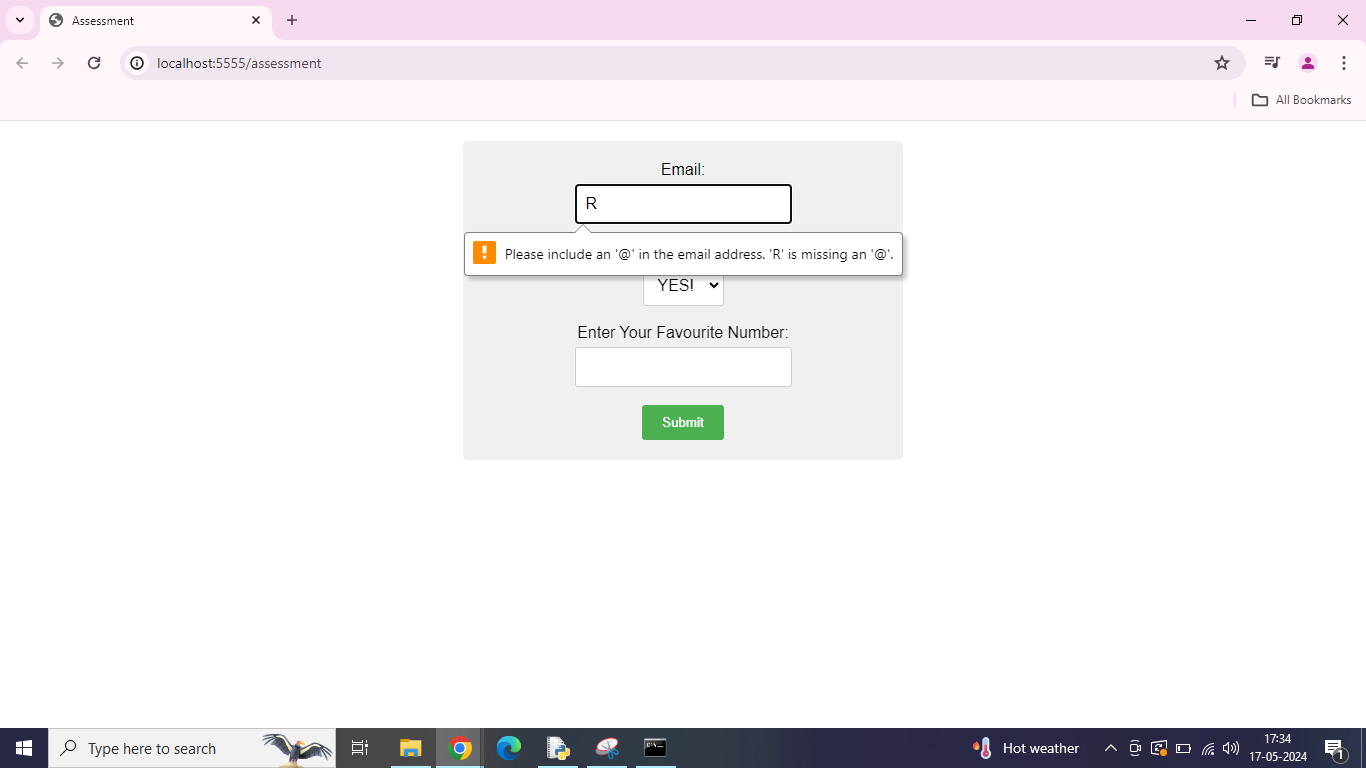 Assessment
localhost:5555/assessment
All Bookmarks
Email:
R
Please include an '@' in the email address. 'R' is missing an '@'.
YES!
Enter Your Favourite Number:
Submit
Type here to search
Hot weather
17:34
17-05-2024
1